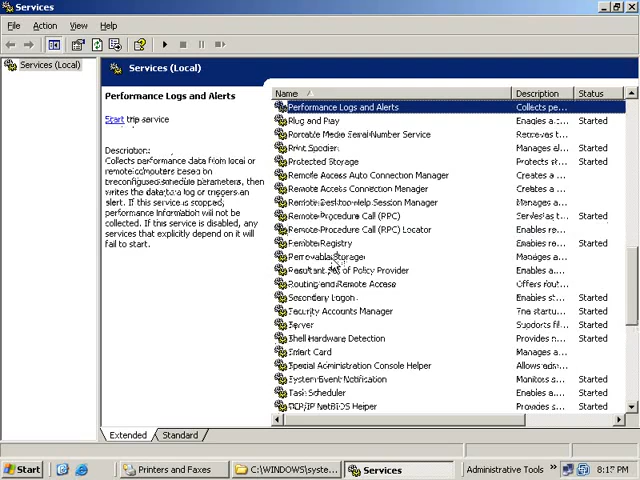 Services
File Action View Help
Services (Local)
Services (Local)
Performance Logs and Alerts
Start the service
Description:
Collects performance data from local or
remote computers based on
preconfigured schedule parameters, then
writes the data to a log or triggers an
alert. If this service is stopped,
performance information will not be
collected. If this service is disabled, any
services that explicitly depend on it will
fail to start.
Name Description Status
Performance Logs and Alerts Collects pe...
Plug and Play Enables a c... Started
Portable Media Serial Number Service Retrieves t...
Print Spooler Manages al... Started
Protected Storage Protects st... Started
Remote Access Auto Connection Manager Creates a ...
Remote Access Connection Manager Creates a ...
Remote Desktop Help Session Manager Manages a...
Remote Procedure Call (RPC) Serves as t... Started
Remote Procedure Call (RPC) Locator Enables re...
Remote Registry Enables re... Started
Removable Storage Manages a...
Resultant Set of Policy Provider Enables a ...
Routing and Remote Access Offers rout...
Secondary Logon Enables st... Started
Security Accounts Manager The startu... Started
Server Supports fil... Started
Shell Hardware Detection Provides n... Started
Smart Card Manages a...
Special Administration Console Helper Allows adm...
System Event Notification Monitors s... Started
Task Scheduler Enables a ... Started
TCP/IP NetBIOS Helper Provides s... Started
Extended Standard
Start Printers and Faxes C:\WINDOWS\syste... Services Administrative Tools